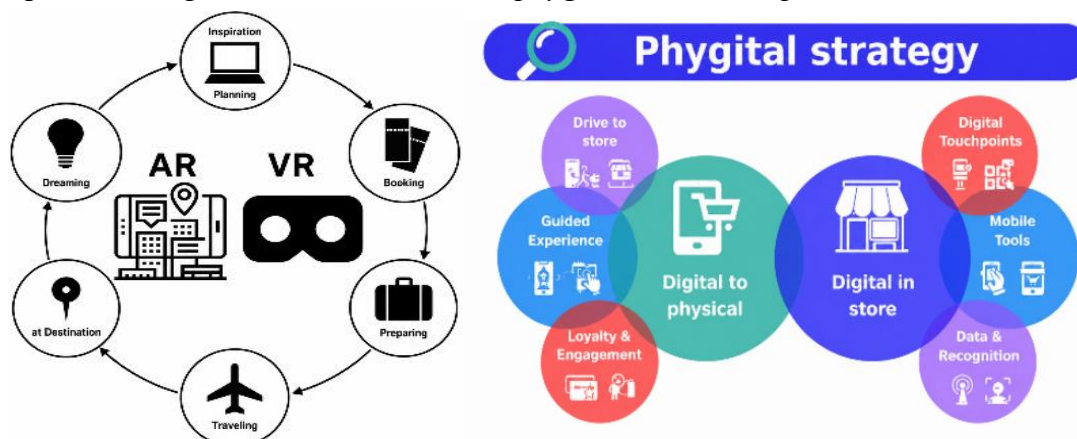 Inspiration
Planning
Dreaming
AR
VR
Booking
at Destination
Preparing
Traveling
Phygital strategy
Drive to
store
Guided
Experience
Loyalty &
Engagement
Digital to
physical
Digital in
store
Digital
Touchpoints
Mobile
Tools
Data &
Recognition